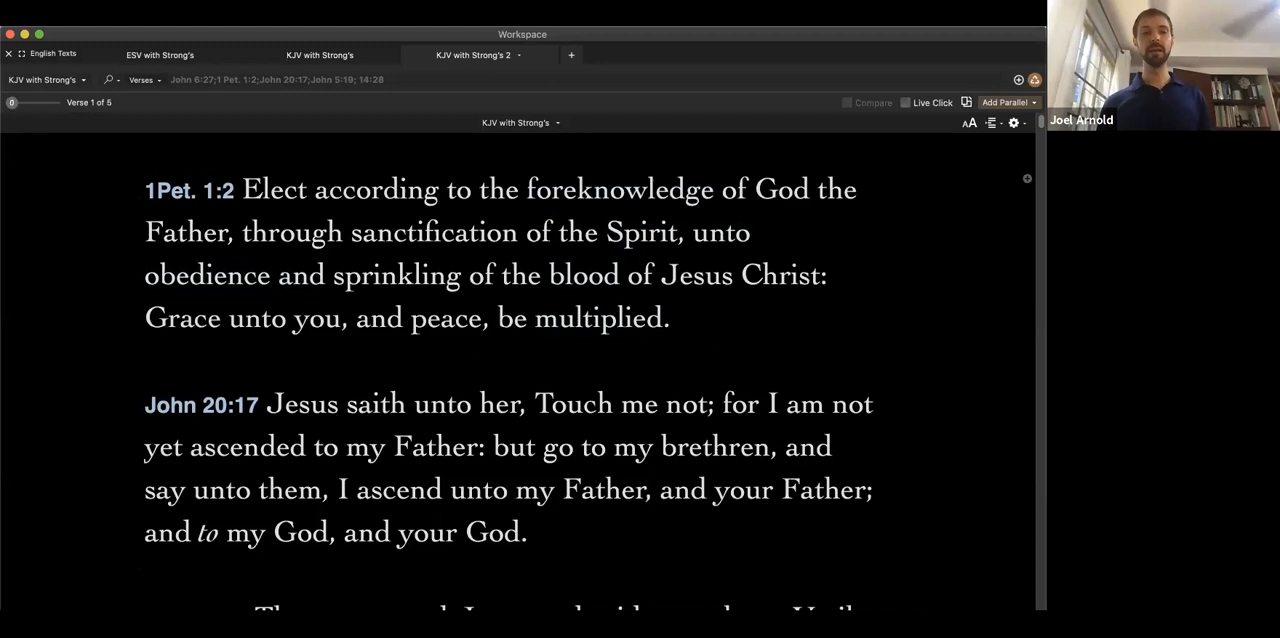 Workspace
English Texts
ESV with Strong's
KJV with Strong's
KJV with Strong's 2
KJV with Strong's
Verses
John 6:27;1 Pet. 1:2;John 20:17;John 5:19; 14:28
Verse 1 of 5
Compare
Live Click
Add Parallel
KJV with Strong's
AA
Joel Arnold
1Pet. 1:2 Elect according to the foreknowledge of God the
Father, through sanctification of the Spirit, unto
obedience and sprinkling of the blood of Jesus Christ:
Grace unto you, and peace, be multiplied.
John 20:17 Jesus saith unto her, Touch me not; for I am not
yet ascended to my Father: but go to my brethren, and
say unto them, I ascend unto my Father, and your Father;
and to my God, and your God.